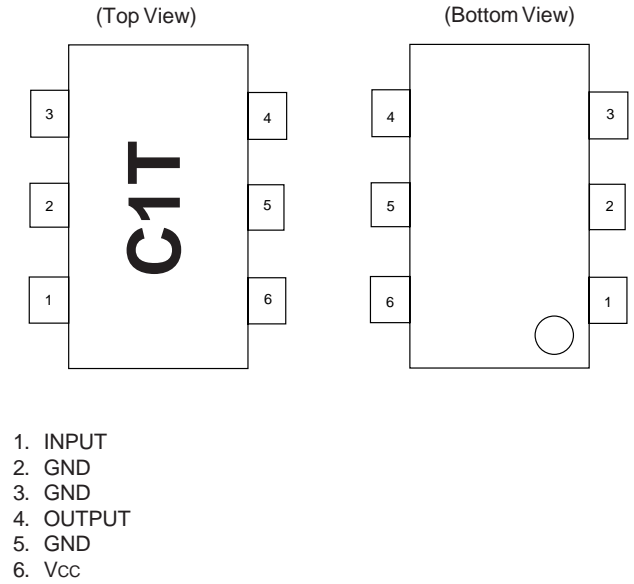 (Top View) (Bottom View)
3 4 4 3
2 5 5 2
1 6 6 1
C1T
1. INPUT
2. GND
3. GND
4. OUTPUT
5. GND
6. VCC